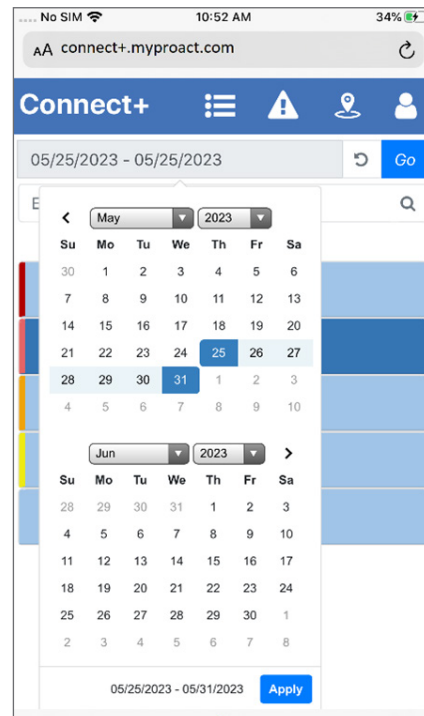 No SIM 10:52 AM 34%
AA connect+.myproact.com
Connect+
05/25/2023 - 05/25/2023 Go
E
May 2023
Su Mo Tu We Th Fr Sa
30 1 2 3 4 5 6
7 8 9 10 11 12 13
14 15 16 17 18 19 20
21 22 23 24 25 26 27
28 29 30 31 1 2 3
4 5 6 7 8 9 10
Jun 2023
Su Mo Tu We Th Fr Sa
28 29 30 31 1 2 3
4 5 6 7 8 9 10
11 12 13 14 15 16 17
18 19 20 21 22 23 24
25 26 27 28 29 30 1
2 3 4 5 6 7 8
05/25/2023 - 05/31/2023 Apply